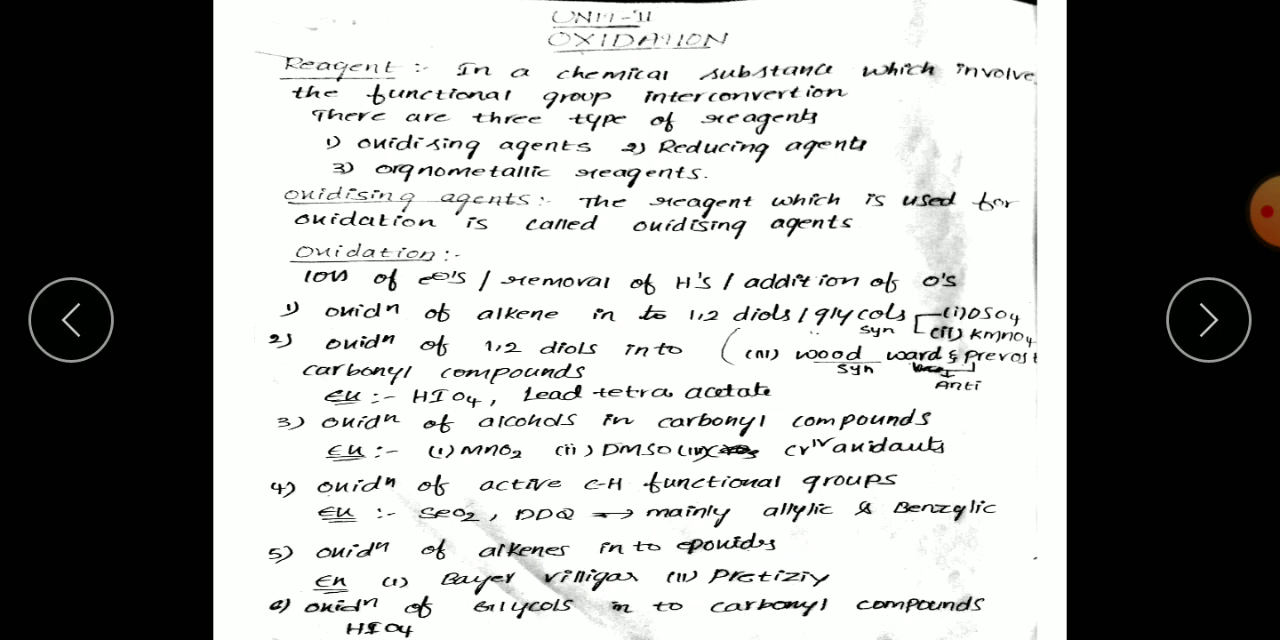 UNIT-II
OXIDATION
Reagent :- In a chemical substance which involve
the functional group interconvertion
There are three type of reagents
1) oxidising agents 2) Reducing agents
3) orgnometallic reagents.
oxidising agents:- The reagent which is used for
oxidation is called oxidising agents
Oxidation:-
loss of e's / removal of H's / addition of O's
1) oxidn of alkene in to 1,2 diols / glycols (i) OSO4
syn (ii) KMNO4
2) oxidn of 1,2 diols into (iii) wood ward & prevost
carbonyl compounds syn Anti
Ex :- HIO4, Lead tetra acetate
3) oxidn of alcohols in carbonyl compounds
Ex :- (i) MnO2 (ii) DMSO (iii) Cr IV oxidants
4) oxidn of active C-H functional groups
Ex :- SeO2, DDQ → mainly allylic & Benzylic
5) oxidn of alkenes in to epoxides
Ex (i) Bayer villigar (ii) Pretiziy
6) oxidn of Glycols in to carbonyl compounds
HIO4